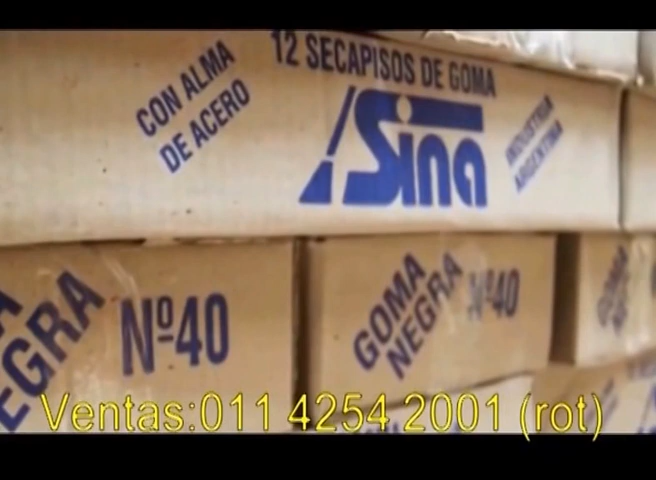 12 SECAPISOS DE GOMA
CON ALMA
DE ACERO
Sina
INDUSTRIA
ARGENTINA
NEGRA
Nº40
GOMA
NEGRA
Nº40
Ventas:011 4254 2001 (rot)